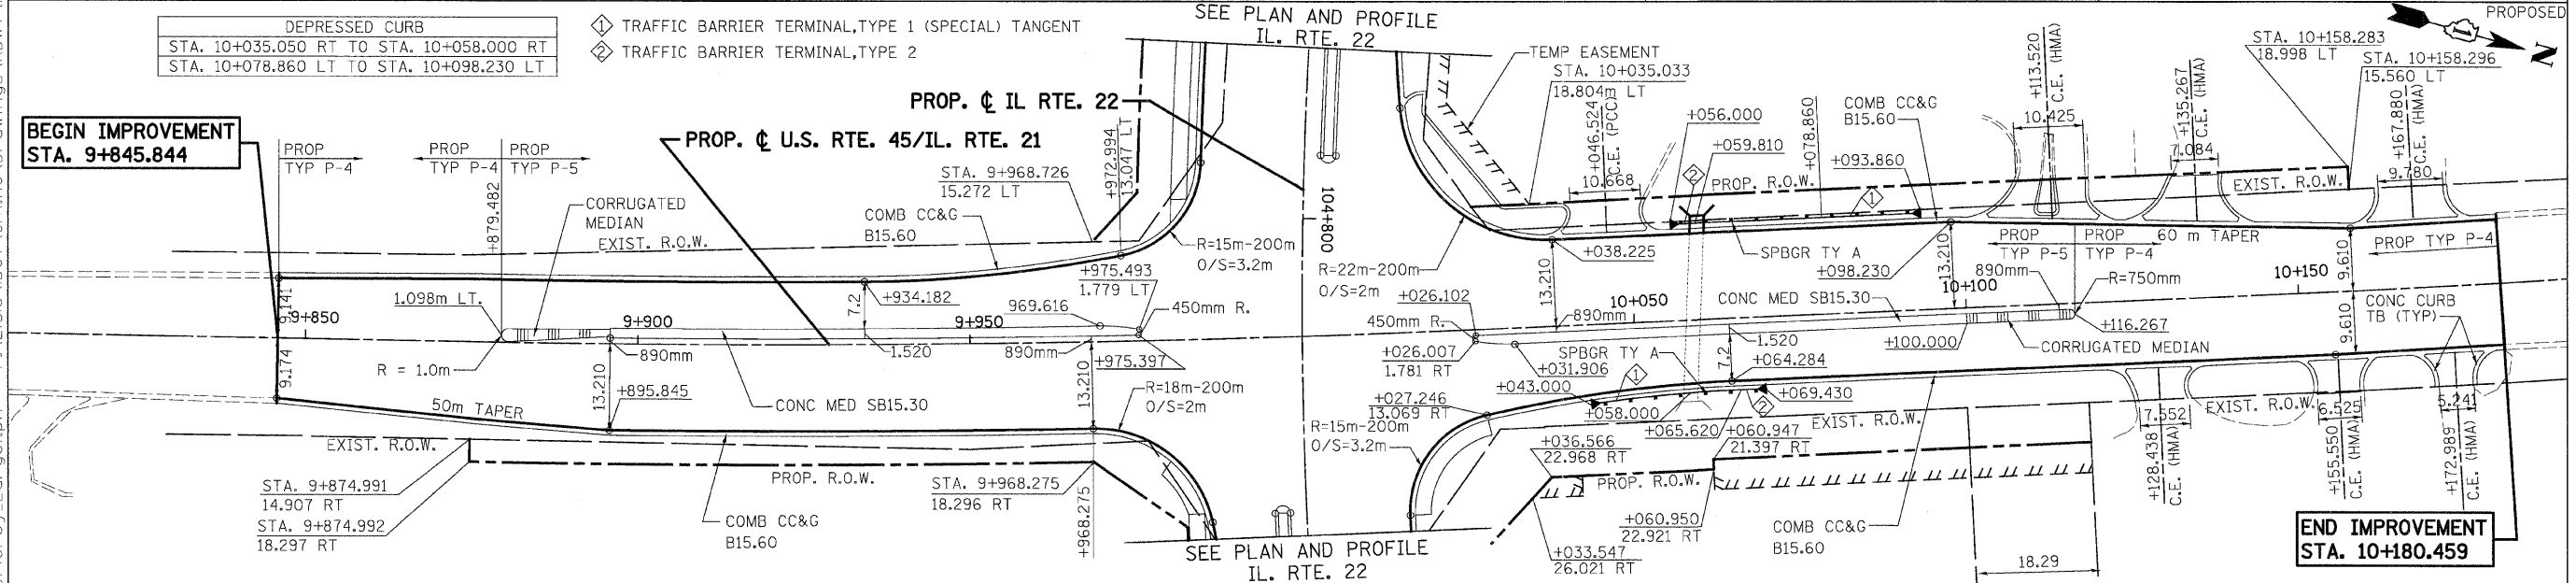 DEPRESSED CURB
STA. 10+035.050 RT TO STA. 10+058.000 RT
STA. 10+078.860 LT TO STA. 10+098.230 LT
1 TRAFFIC BARRIER TERMINAL,TYPE 1 (SPECIAL) TANGENT
2 TRAFFIC BARRIER TERMINAL,TYPE 2
SEE PLAN AND PROFILE
IL. RTE. 22
PROPOSED
N
BEGIN IMPROVEMENT
STA. 9+845.844
PROP
TYP P-4
PROP
TYP P-4
PROP
TYP P-5
+879.482
CORRUGATED
MEDIAN
EXIST. R.O.W.
PROP. ℄ U.S. RTE. 45/IL. RTE. 21
PROP. ℄ IL RTE. 22
STA. 9+968.726
15.272 LT
+972.994
13.047 LT
COMB CC&G
B15.60
R=15m-200m
O/S=3.2m
+975.493
1.779 LT
450mm R.
969.616
+934.182
7.2
1.098m LT.
9.141
9+850
9+900
9+950
9.174
R = 1.0m
890mm
1.520
890mm
+975.397
13.210
+895.845
13.210
50m TAPER
CONC MED SB15.30
R=18m-200m
O/S=2m
EXIST. R.O.W.
PROP. R.O.W.
STA. 9+874.991
14.907 RT
STA. 9+874.992
18.297 RT
COMB CC&G
B15.60
STA. 9+968.275
18.296 RT
+968.275
104+800
SEE PLAN AND PROFILE
IL. RTE. 22
TEMP EASEMENT
STA. 10+035.033
18.804m LT
+046.524
C.E. (PCC)
10.668
+056.000
+059.810
2
PROP. R.O.W.
+078.860
+093.860
1
COMB CC&G
B15.60
10.425
+113.520
C.E. (HMA)
+135.267
C.E. (HMA)
7.084
STA. 10+158.283
18.998 LT
STA. 10+158.296
15.560 LT
+167.880
C.E. (HMA)
9.780
EXIST. R.O.W.
R=22m-200m
O/S=2m
+038.225
SPBGR TY A
+098.230
13.210
13.210
PROP
TYP P-5
PROP
TYP P-4
60 m TAPER
PROP TYP P-4
890mm
R=750mm
10+050
10+100
10+150
9.610
9.610
CONC CURB
TB (TYP)
+026.102
450mm R.
+026.007
1.781 RT
+031.906
890mm
CONC MED SB15.30
1.520
7.2
+064.284
+100.000
+116.267
CORRUGATED MEDIAN
SPBGR TY A
1
+043.000
+058.000
+069.430
2
+065.620
+027.246
13.069 RT
R=15m-200m
O/S=3.2m
+036.566
22.968 RT
+060.947
21.397 RT
EXIST. R.O.W.
PROP. R.O.W.
+060.950
22.921 RT
+033.547
26.021 RT
COMB CC&G
B15.60
18.29
7.552
+128.438
C.E. (HMA)
EXIST. R.O.W.
6.525
+155.550
C.E. (HMA)
5.241
+172.989
C.E. (HMA)
END IMPROVEMENT
STA. 10+180.459